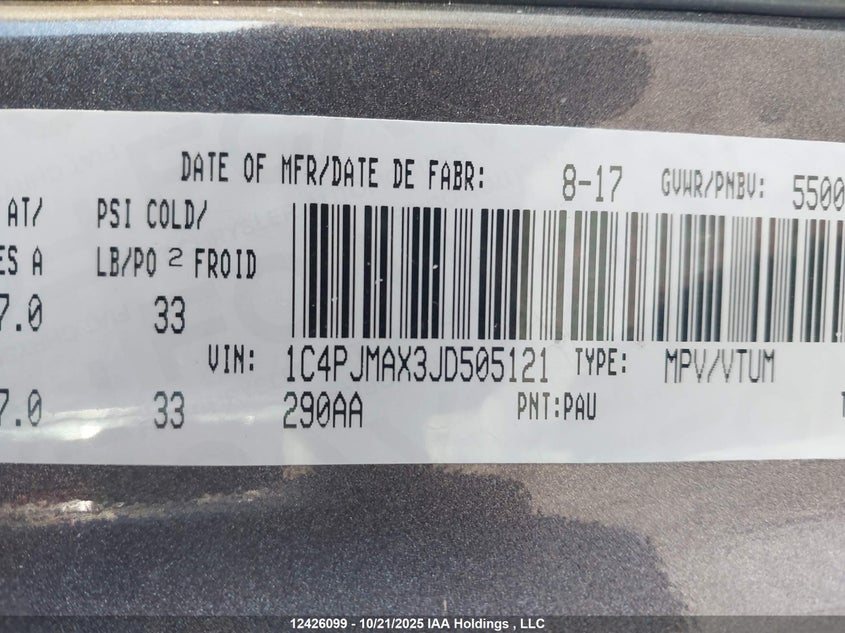 DATE OF MFR/DATE DE FABR: 8-17 GVWR/PNBV: 5500
AT/ PSI COLD/
ES A LB/PO 2 FROID
7.0 33
VIN: 1C4PJMAX3JD505121 TYPE: MPV/VTUM
7.0 33 290AA PNT:PAU
12426099 - 10/21/2025 IAA Holdings , LLC